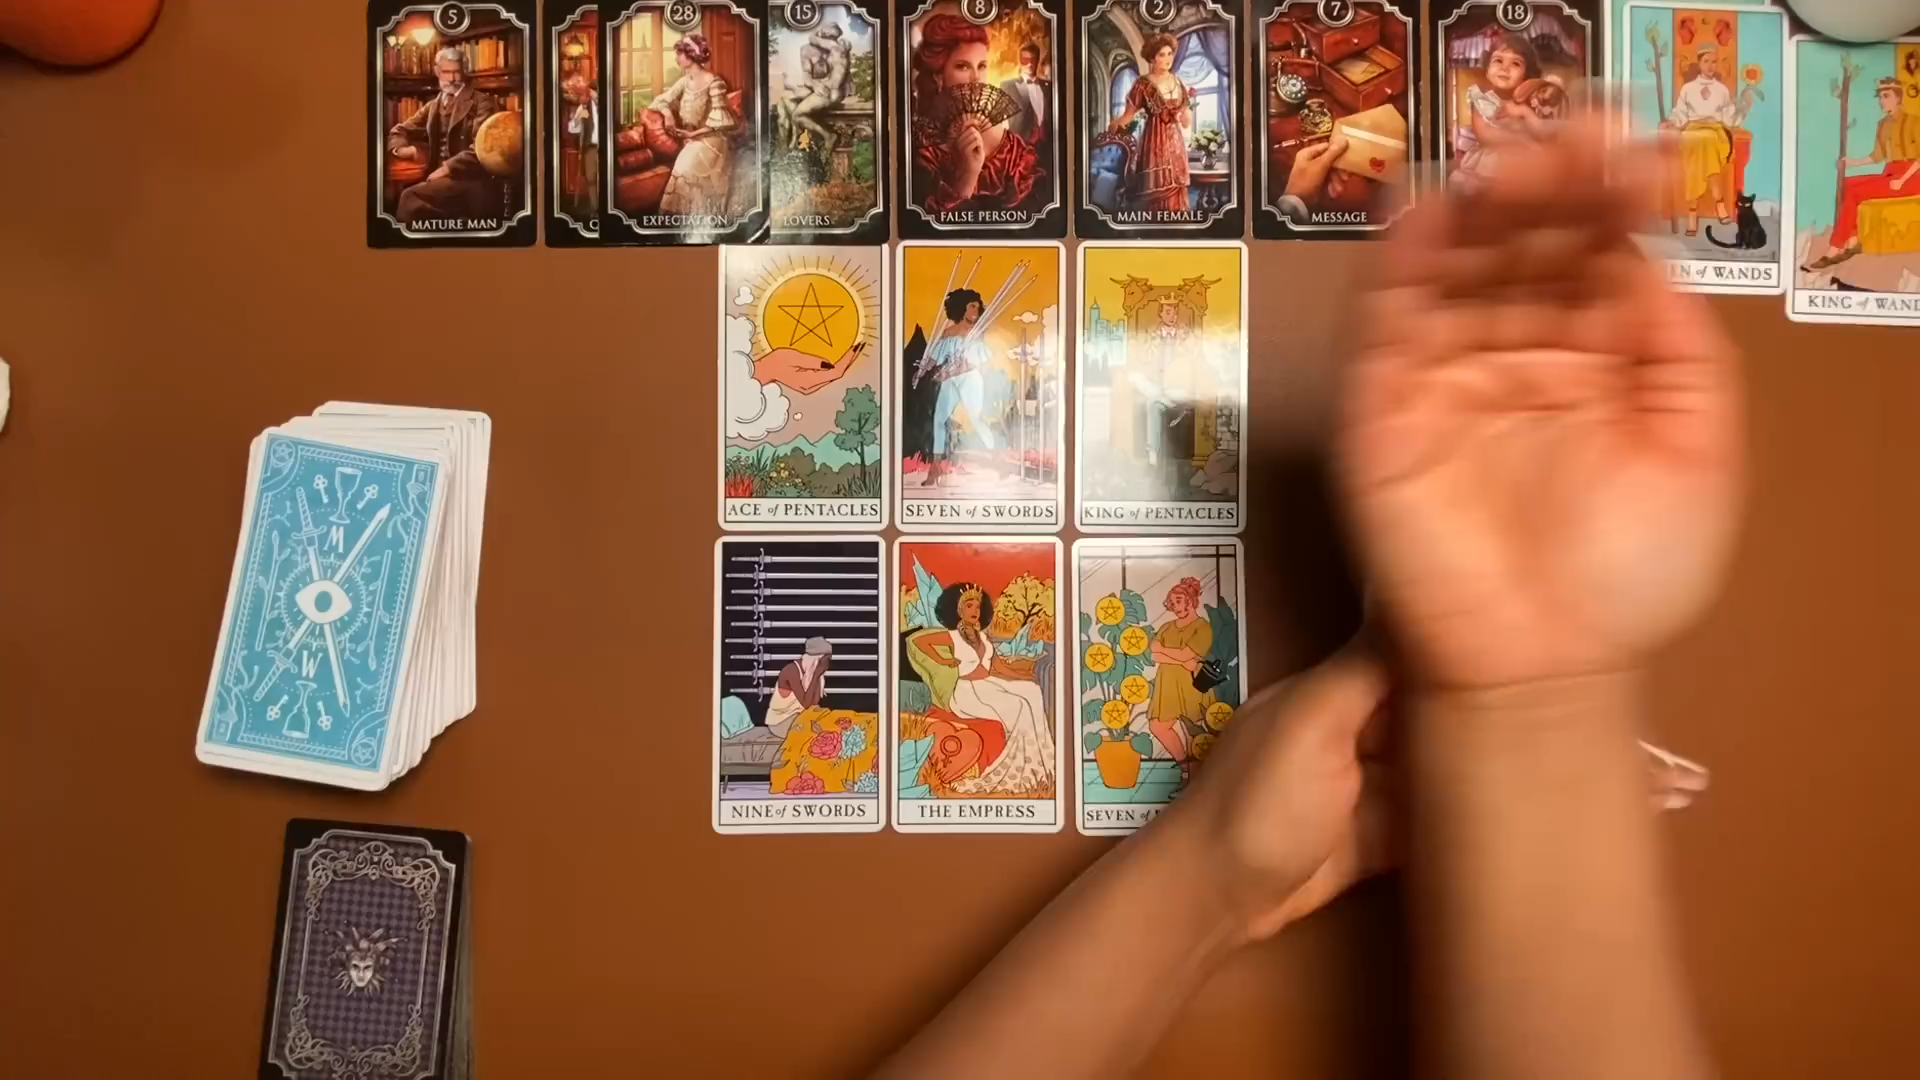 5
28
15
8
2
7
18
MATURE MAN
EXPECTATION
LOVERS
FALSE PERSON
MAIN FEMALE
MESSAGE
of WANDS
KING of
ACE of PENTACLES
SEVEN of SWORDS
KING of PENTACLES
M
W
NINE of SWORDS
THE EMPRESS
SEVEN